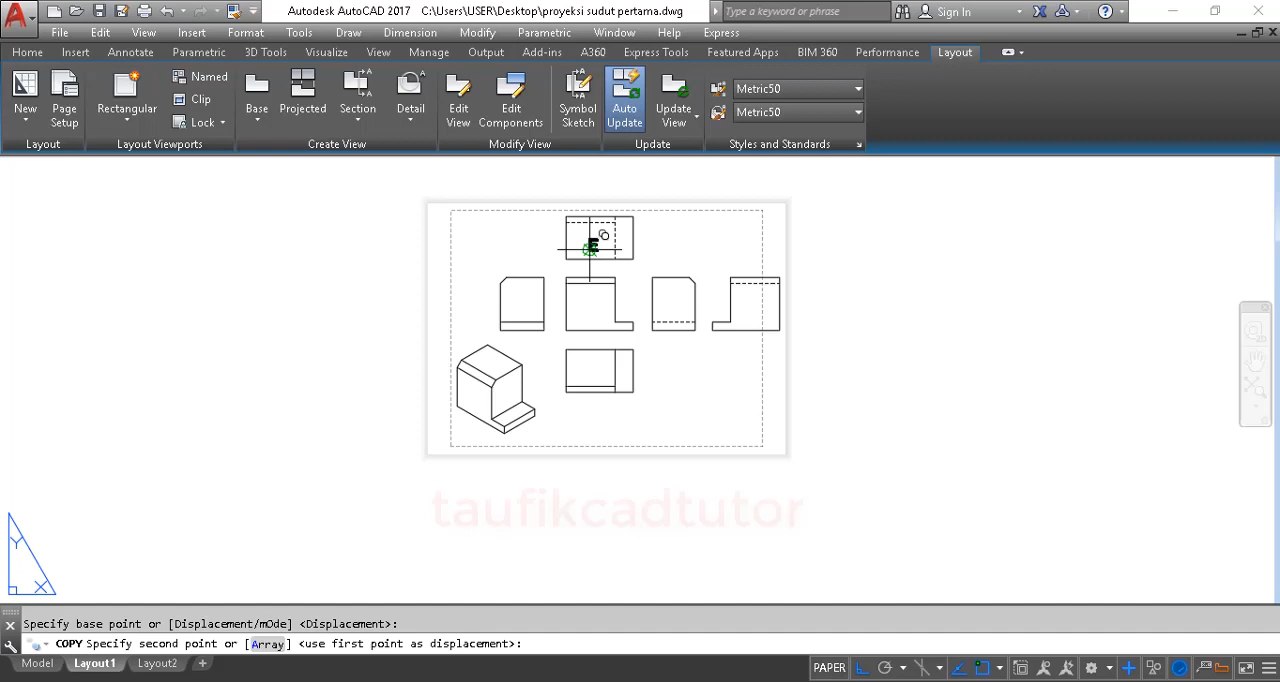 Autodesk AutoCAD 2017 C:\Users\USER\Desktop\proyeksi sudut pertama.dwg Type a keyword or phrase Sign In
File Edit View Insert Format Tools Draw Dimension Modify Parametric Window Help Express
Home Insert Annotate Parametric 3D Tools Visualize View Manage Output Add-ins A360 Express Tools Featured Apps BIM 360 Performance Layout
New Page Setup Rectangular Named Clip Lock Base Projected Section Detail Edit View Edit Components Symbol Sketch Auto Update Update View Metric50 Metric50
Layout Layout Viewports Create View Modify View Update Styles and Standards
taufikcadtutor
Y
X
Specify base point or [Displacement/mOde] <Displacement>:
COPY Specify second point or [Array] <use first point as displacement>:
Model Layout1 Layout2 + PAPER